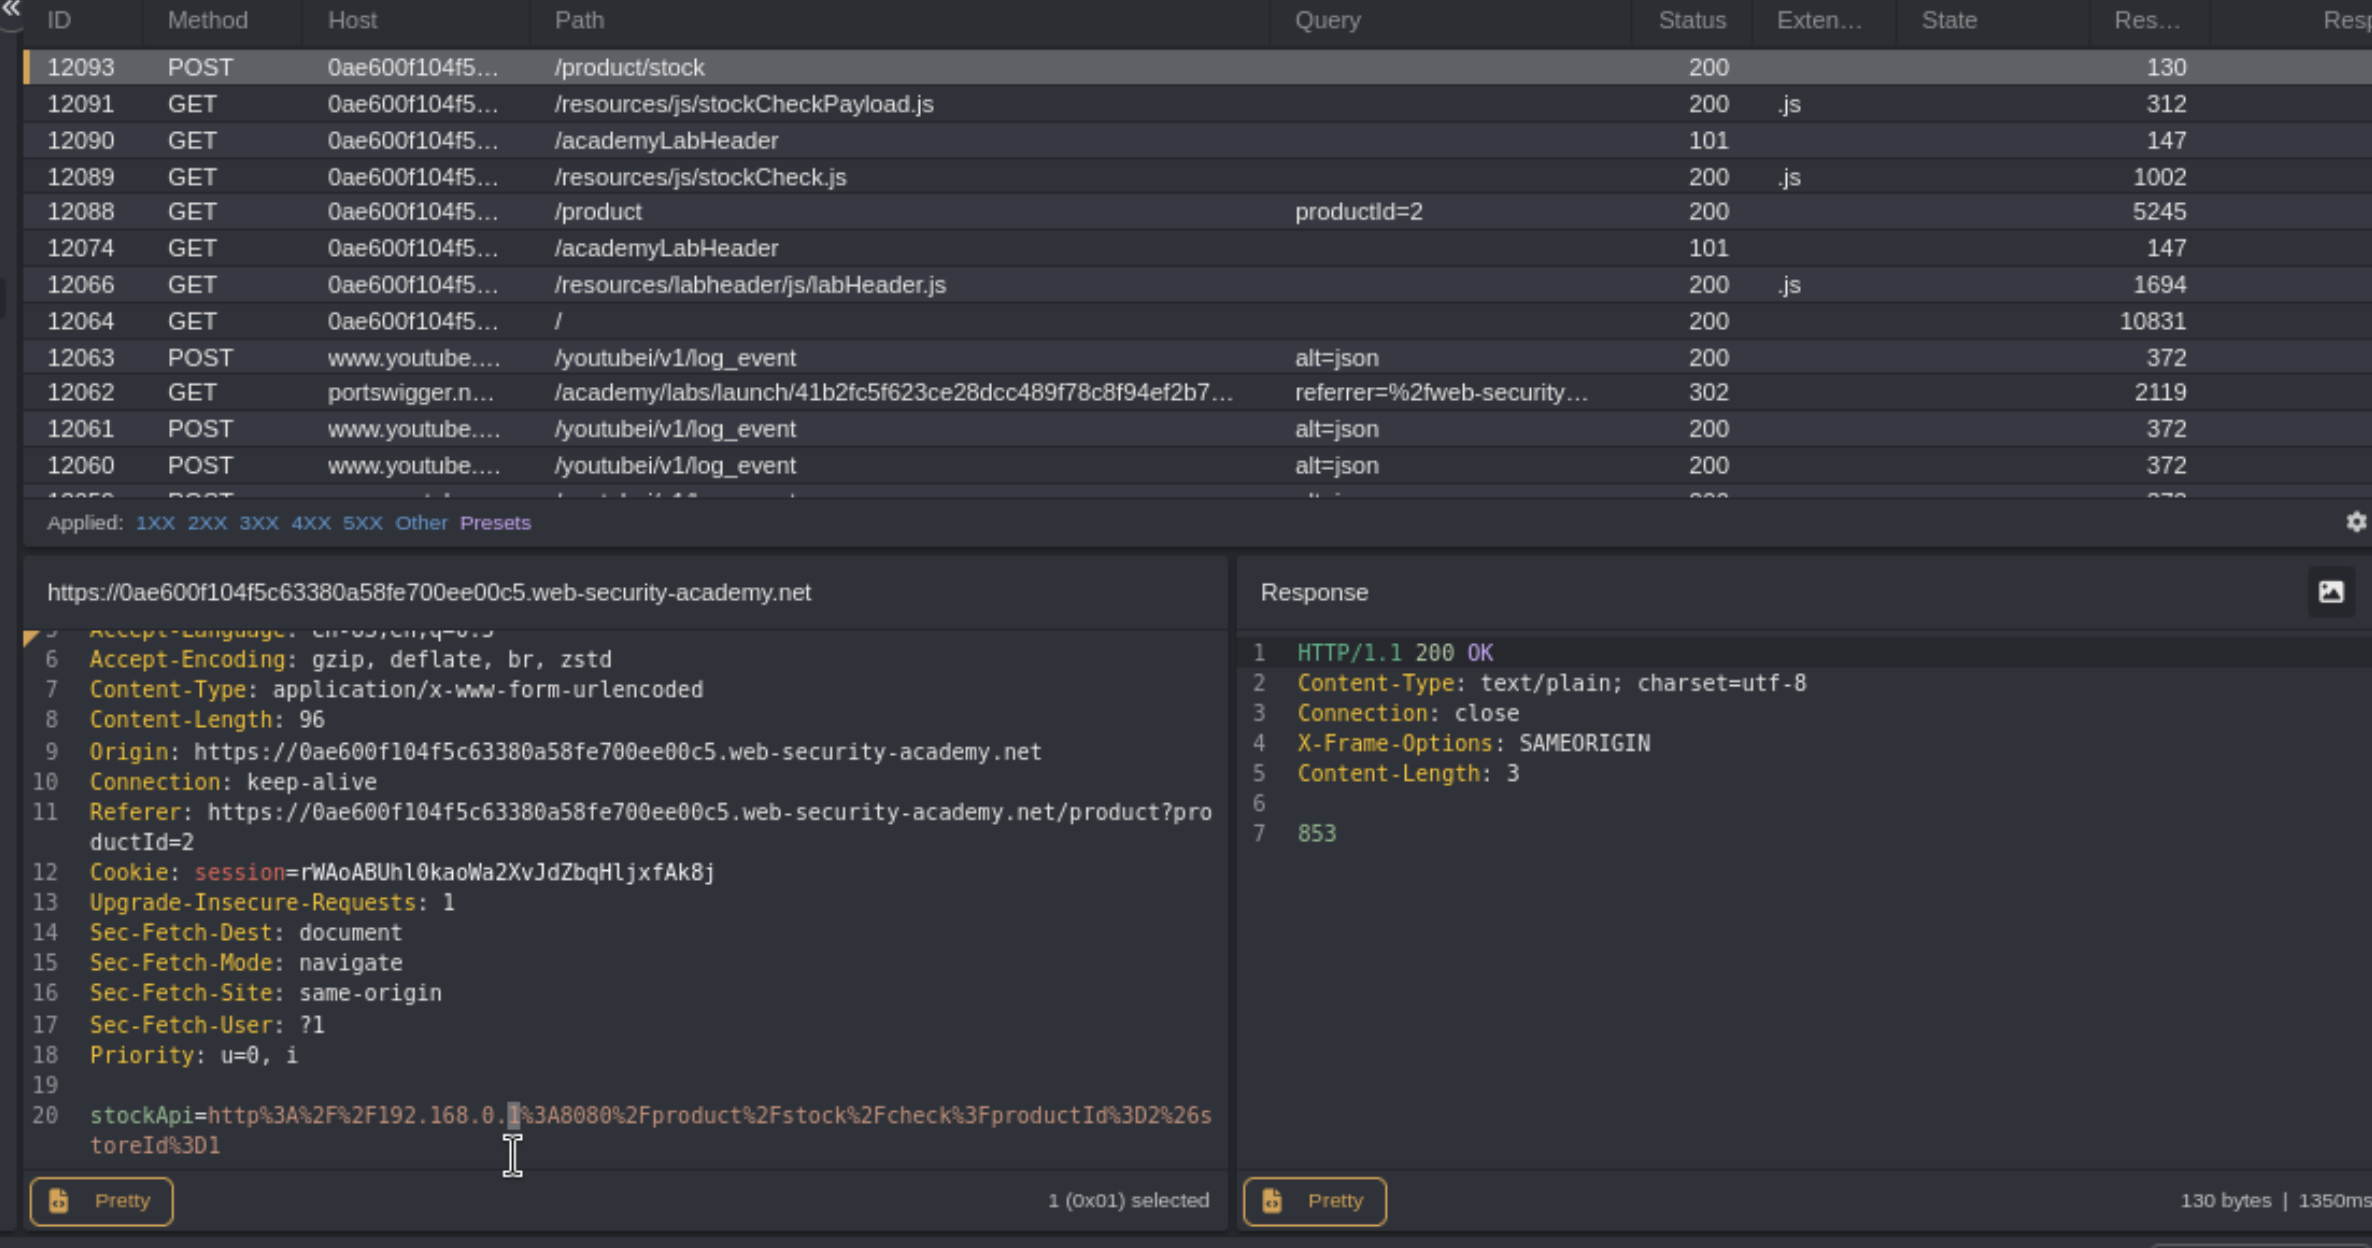 ID Method Host Path Query Status Exten... State Res... Resp
12093 POST 0ae600f104f5... /product/stock 200 130
12091 GET 0ae600f104f5... /resources/js/stockCheckPayload.js 200 .js 312
12090 GET 0ae600f104f5... /academyLabHeader 101 147
12089 GET 0ae600f104f5... /resources/js/stockCheck.js 200 .js 1002
12088 GET 0ae600f104f5... /product productId=2 200 5245
12074 GET 0ae600f104f5... /academyLabHeader 101 147
12066 GET 0ae600f104f5... /resources/labheader/js/labHeader.js 200 .js 1694
12064 GET 0ae600f104f5... / 200 10831
12063 POST www.youtube.... /youtubei/v1/log_event alt=json 200 372
12062 GET portswigger.n... /academy/labs/launch/41b2fc5f623ce28dcc489f78c8f94ef2b7... referrer=%2fweb-security... 302 2119
12061 POST www.youtube.... /youtubei/v1/log_event alt=json 200 372
12060 POST www.youtube.... /youtubei/v1/log_event alt=json 200 372
Applied: 1XX 2XX 3XX 4XX 5XX Other Presets
https://0ae600f104f5c63380a58fe700ee00c5.web-security-academy.net
6 Accept-Encoding: gzip, deflate, br, zstd
7 Content-Type: application/x-www-form-urlencoded
8 Content-Length: 96
9 Origin: https://0ae600f104f5c63380a58fe700ee00c5.web-security-academy.net
10 Connection: keep-alive
11 Referer: https://0ae600f104f5c63380a58fe700ee00c5.web-security-academy.net/product?pro
ductId=2
12 Cookie: session=rWAoABUhl0kaoWa2XvJdZbqHljxfAk8j
13 Upgrade-Insecure-Requests: 1
14 Sec-Fetch-Dest: document
15 Sec-Fetch-Mode: navigate
16 Sec-Fetch-Site: same-origin
17 Sec-Fetch-User: ?1
18 Priority: u=0, i
19
20 stockApi=http%3A%2F%2F192.168.0.1%3A8080%2Fproduct%2Fstock%2Fcheck%3FproductId%3D2%26s
toreId%3D1
Pretty
1 (0x01) selected
Response
1 HTTP/1.1 200 OK
2 Content-Type: text/plain; charset=utf-8
3 Connection: close
4 X-Frame-Options: SAMEORIGIN
5 Content-Length: 3
6
7 853
Pretty
130 bytes | 1350ms